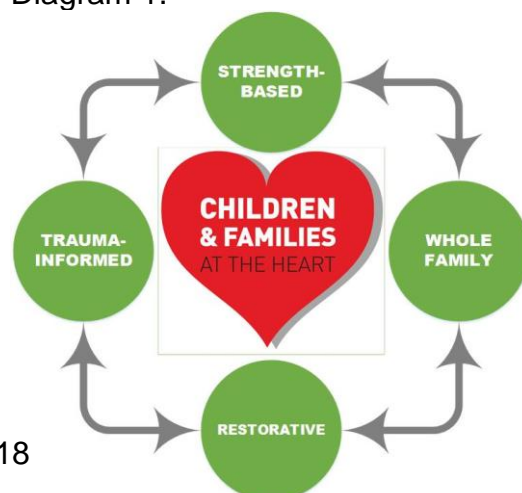 Diagram 1:
STRENGTH-
BASED
CHILDREN
& FAMILIES
AT THE HEART
TRAUMA-
INFORMED
WHOLE
FAMILY
RESTORATIVE
18